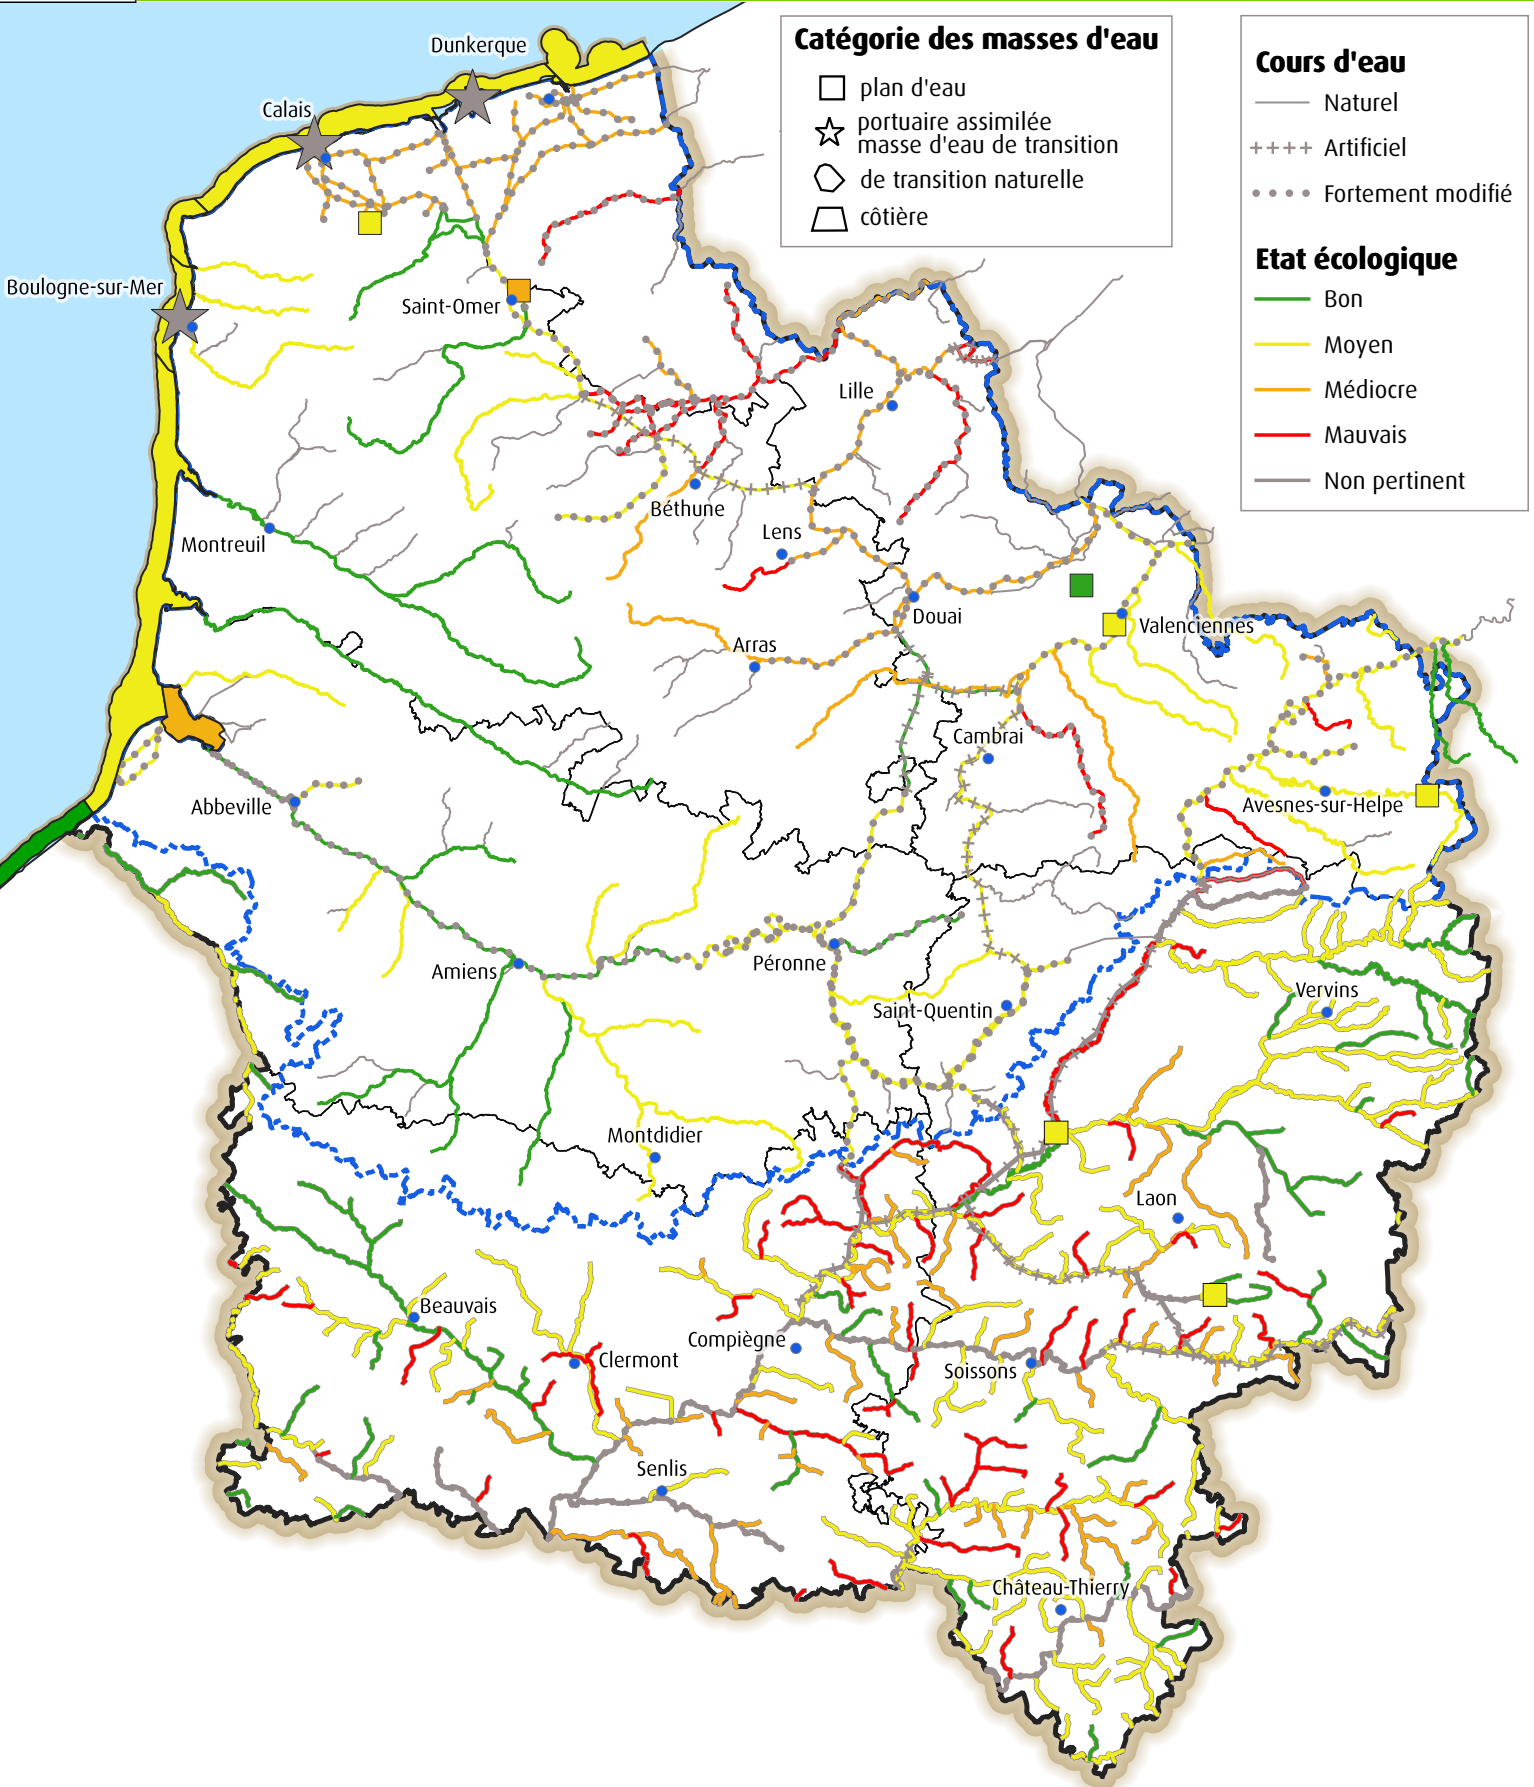 Catégorie des masses d'eau
plan d'eau
portuaire assimilée
masse d'eau de transition
de transition naturelle
côtière
Cours d'eau
Naturel
Artificiel
Fortement modifié
Etat écologique
Bon
Moyen
Médiocre
Mauvais
Non pertinent
Dunkerque
Calais
Boulogne-sur-Mer
Saint-Omer
Lille
Béthune
Lens
Montreuil
Douai
Valenciennes
Arras
Cambrai
Abbeville
Avesnes-sur-Helpe
Amiens
Péronne
Vervins
Saint-Quentin
Montdidier
Laon
Beauvais
Compiègne
Clermont
Soissons
Senlis
Château-Thierry